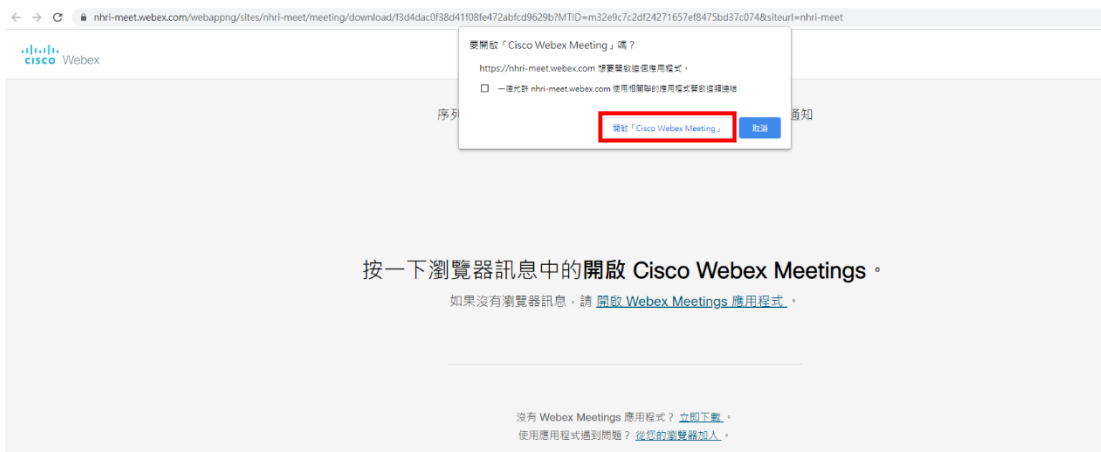 nhri-meet.webex.com/webappng/sites/nhri-meet/meeting/download/f3d4dac0f38d41f08fe472abfcd9629b?MTID=m32e9c7c2df24271657ef8475bd37c074&siteurl=nhri-meet
CISCO Webex
要開啟「Cisco Webex Meeting」嗎？
https://nhri-meet.webex.com 想要開啟這個應用程式。
一律允許 nhri-meet.webex.com 使用相關聯的應用程式開啟這類連結
開啟「Cisco Webex Meeting」
取消
序列
通知
按一下瀏覽器訊息中的開啟 Cisco Webex Meetings。
如果沒有瀏覽器訊息，請 開啟 Webex Meetings 應用程式 。
沒有 Webex Meetings 應用程式？ 立即下載 。
使用應用程式遇到問題？ 從您的瀏覽器加入 。